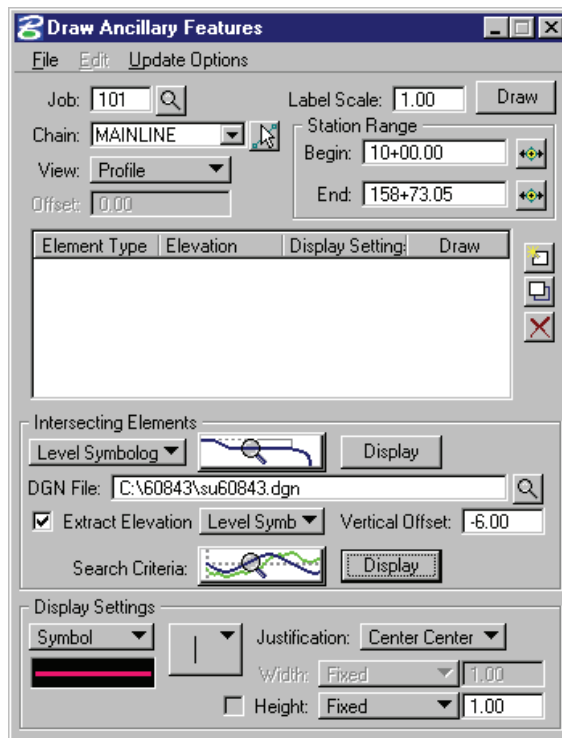 Draw Ancillary Features
File Edit Update Options
Job: 101 Label Scale: 1.00 Draw
Chain: MAINLINE Station Range
View: Profile Begin: 10+00.00
Offset: 0.00 End: 158+73.05
Element Type Elevation Display Setting: Draw
Intersecting Elements
Level Symbolog Display
DGN File: C:\60843\su60843.dgn
Extract Elevation Level Symb Vertical Offset: -6.00
Search Criteria: Display
Display Settings
Symbol Justification: Center Center
Width: Fixed 1.00
Height: Fixed 1.00